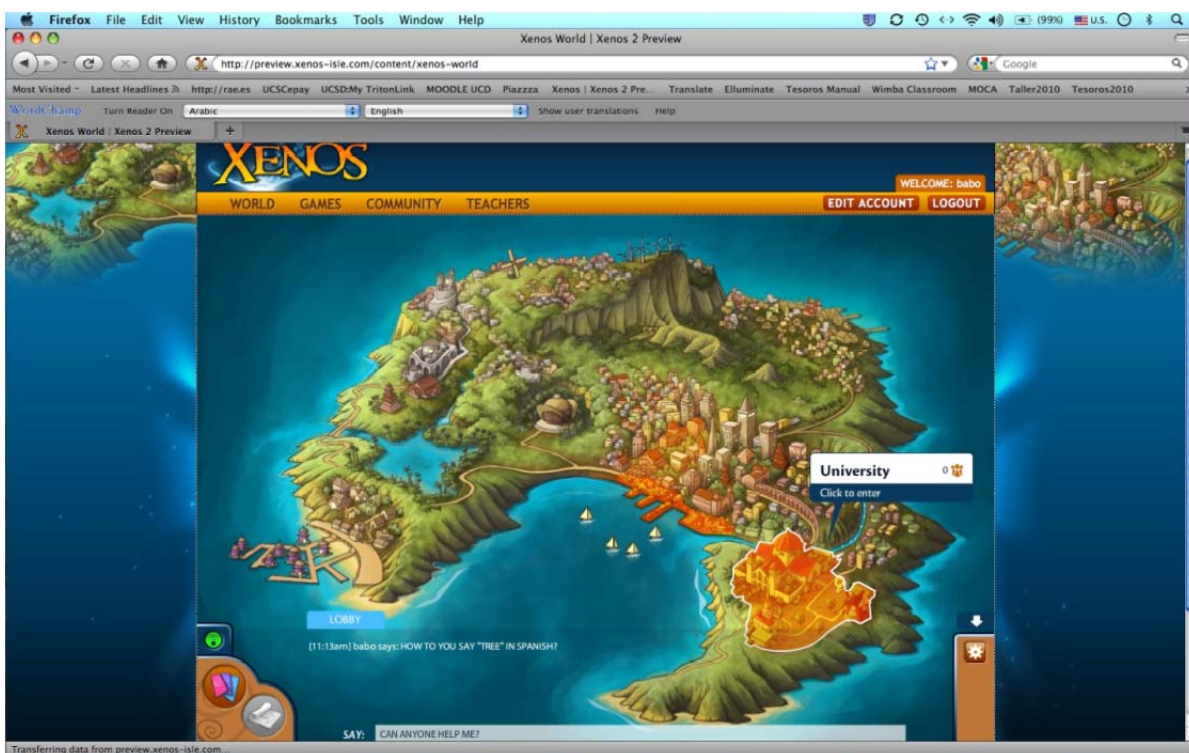 Firefox File Edit View History Bookmarks Tools Window Help (99%) U.S.
Xenos World | Xenos 2 Preview
http://preview.xenos-isle.com/content/xenos-world Google
Most Visited Latest Headlines http://rae.es UCSCepay UCSD:My TritonLink MOODLE UCD Piazzza Xenos | Xenos 2 Pre... Translate Elluminate Tesoros Manual Wimba Classroom MOCA Taller2010 Tesoros2010
WordChamp Turn Reader On Arabic English Show user translations Help
Xenos World | Xenos 2 Preview
XENOS
WELCOME: babo
WORLD GAMES COMMUNITY TEACHERS EDIT ACCOUNT LOGOUT
University 0
Click to enter
LOBBY
[11:13am] babo says: HOW TO YOU SAY "TREE" IN SPANISH?
SAY: CAN ANYONE HELP ME?
Transferring data from preview.xenos-isle.com...